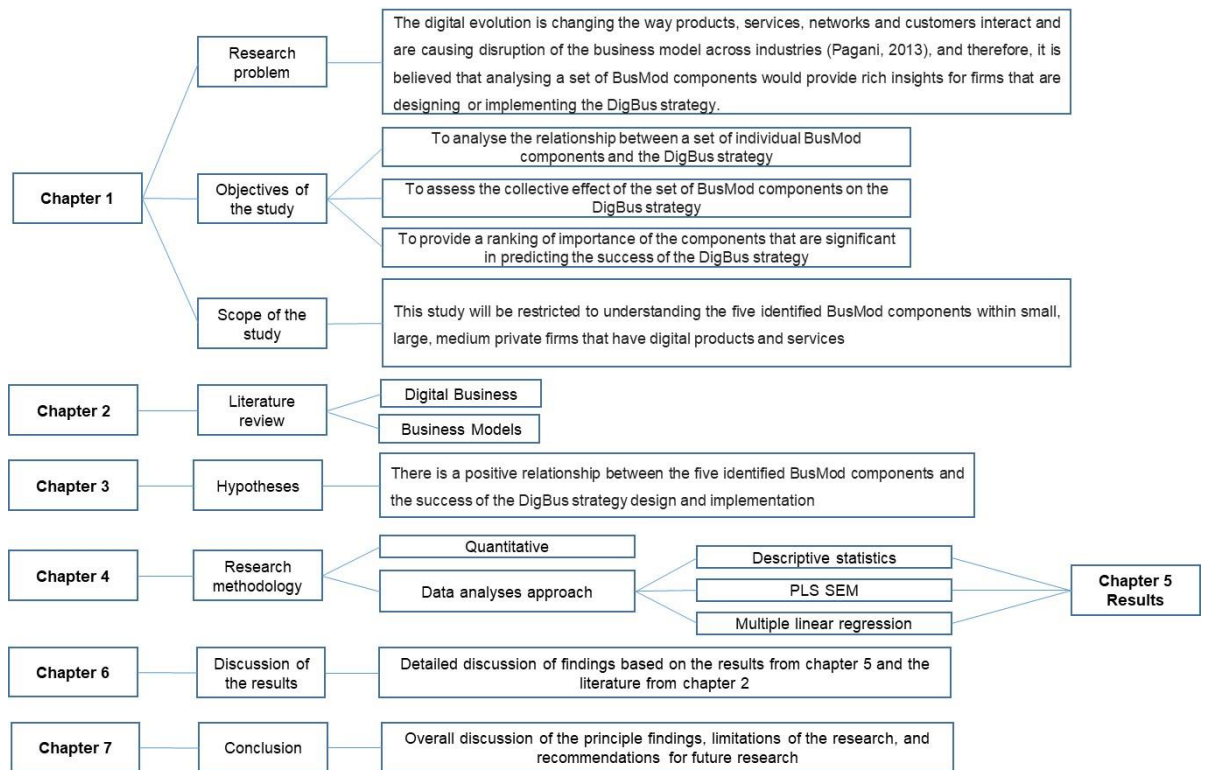 Chapter 1
Research
problem
The digital evolution is changing the way products, services, networks and customers interact and
are causing disruption of the business model across industries (Pagani, 2013), and therefore, it is
believed that analysing a set of BusMod components would provide rich insights for firms that are
designing or implementing the DigBus strategy.
Objectives of
the study
To analyse the relationship between a set of individual BusMod
components and the DigBus strategy
To assess the collective effect of the set of BusMod components on the
DigBus strategy
To provide a ranking of importance of the components that are significant
in predicting the success of the DigBus strategy
Scope of the
study
This study will be restricted to understanding the five identified BusMod components within small,
large, medium private firms that have digital products and services
Chapter 2
Literature
review
Digital Business
Business Models
Chapter 3
Hypotheses
There is a positive relationship between the five identified BusMod components and
the success of the DigBus strategy design and implementation
Chapter 4
Research
methodology
Quantitative
Data analyses approach
Descriptive statistics
PLS SEM
Multiple linear regression
Chapter 5
Results
Chapter 6
Discussion of
the results
Detailed discussion of findings based on the results from chapter 5 and the
literature from chapter 2
Chapter 7
Conclusion
Overall discussion of the principle findings, limitations of the research, and
recommendations for future research